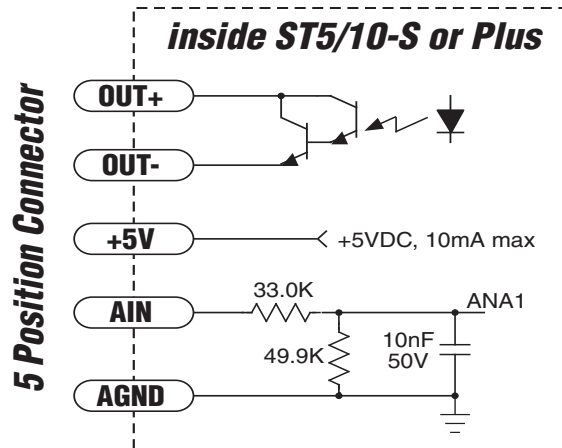 inside ST5/10-S or Plus
5 Position Connector
OUT+
OUT-
+5V
+5VDC, 10mA max
AIN
33.0K
ANA1
49.9K
10nF
50V
AGND